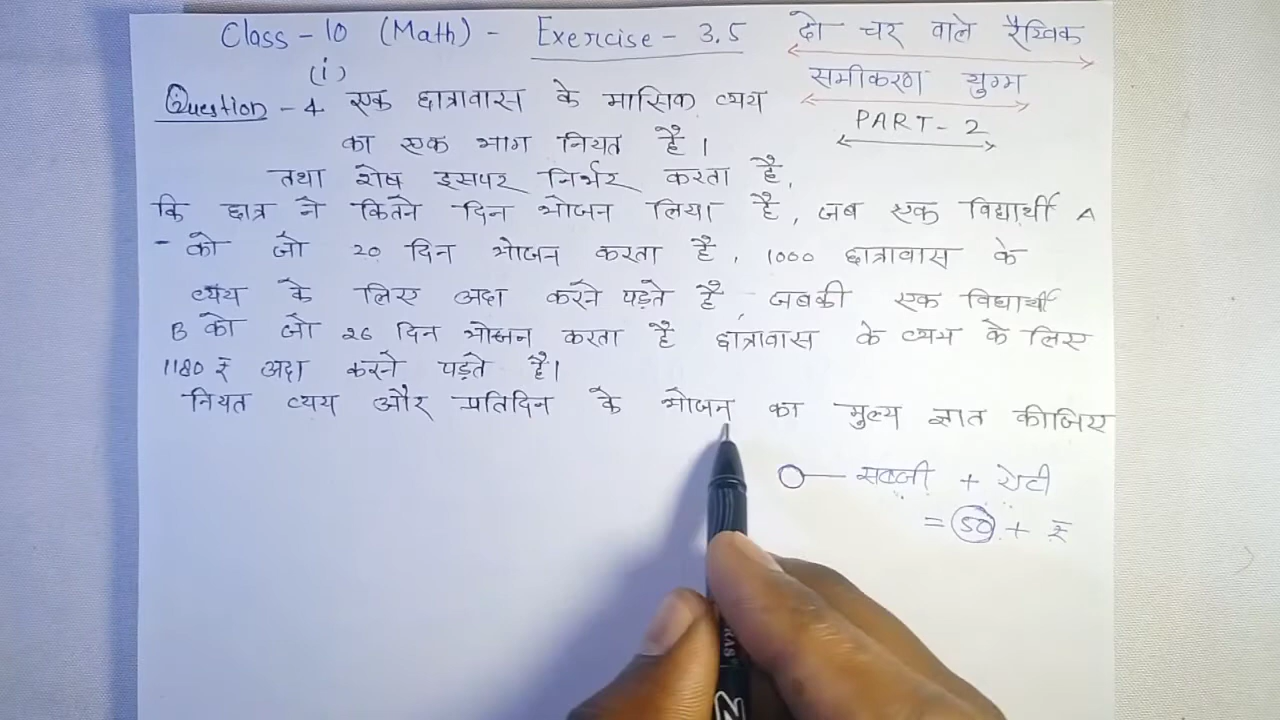 Class - 10 (Math) - Exercise - 3.5 दो चर वाले रैखिक
समीकरण युग्म
PART - 2
(i)
Question - 4 एक छात्रावास के मासिक व्यय
का एक भाग नियत है।
तथा शेष इसपर निर्भर करता है,
कि छात्र ने कितने दिन भोजन लिया है, जब एक विद्यार्थी A
- को जो 20 दिन भोजन करता है, 1000 छात्रावास के
व्यय के लिए अदा करने पड़ते है, जबकी एक विद्यार्थी
B को जो 26 दिन भोजन करता है छात्रावास के व्यय के लिए
1180 ₹ अदा करने पड़ते है।
नियत व्यय और प्रतिदिन के भोजन का मुल्य ज्ञात कीजिए
सब्जी + रोटी
= 50 + ₹